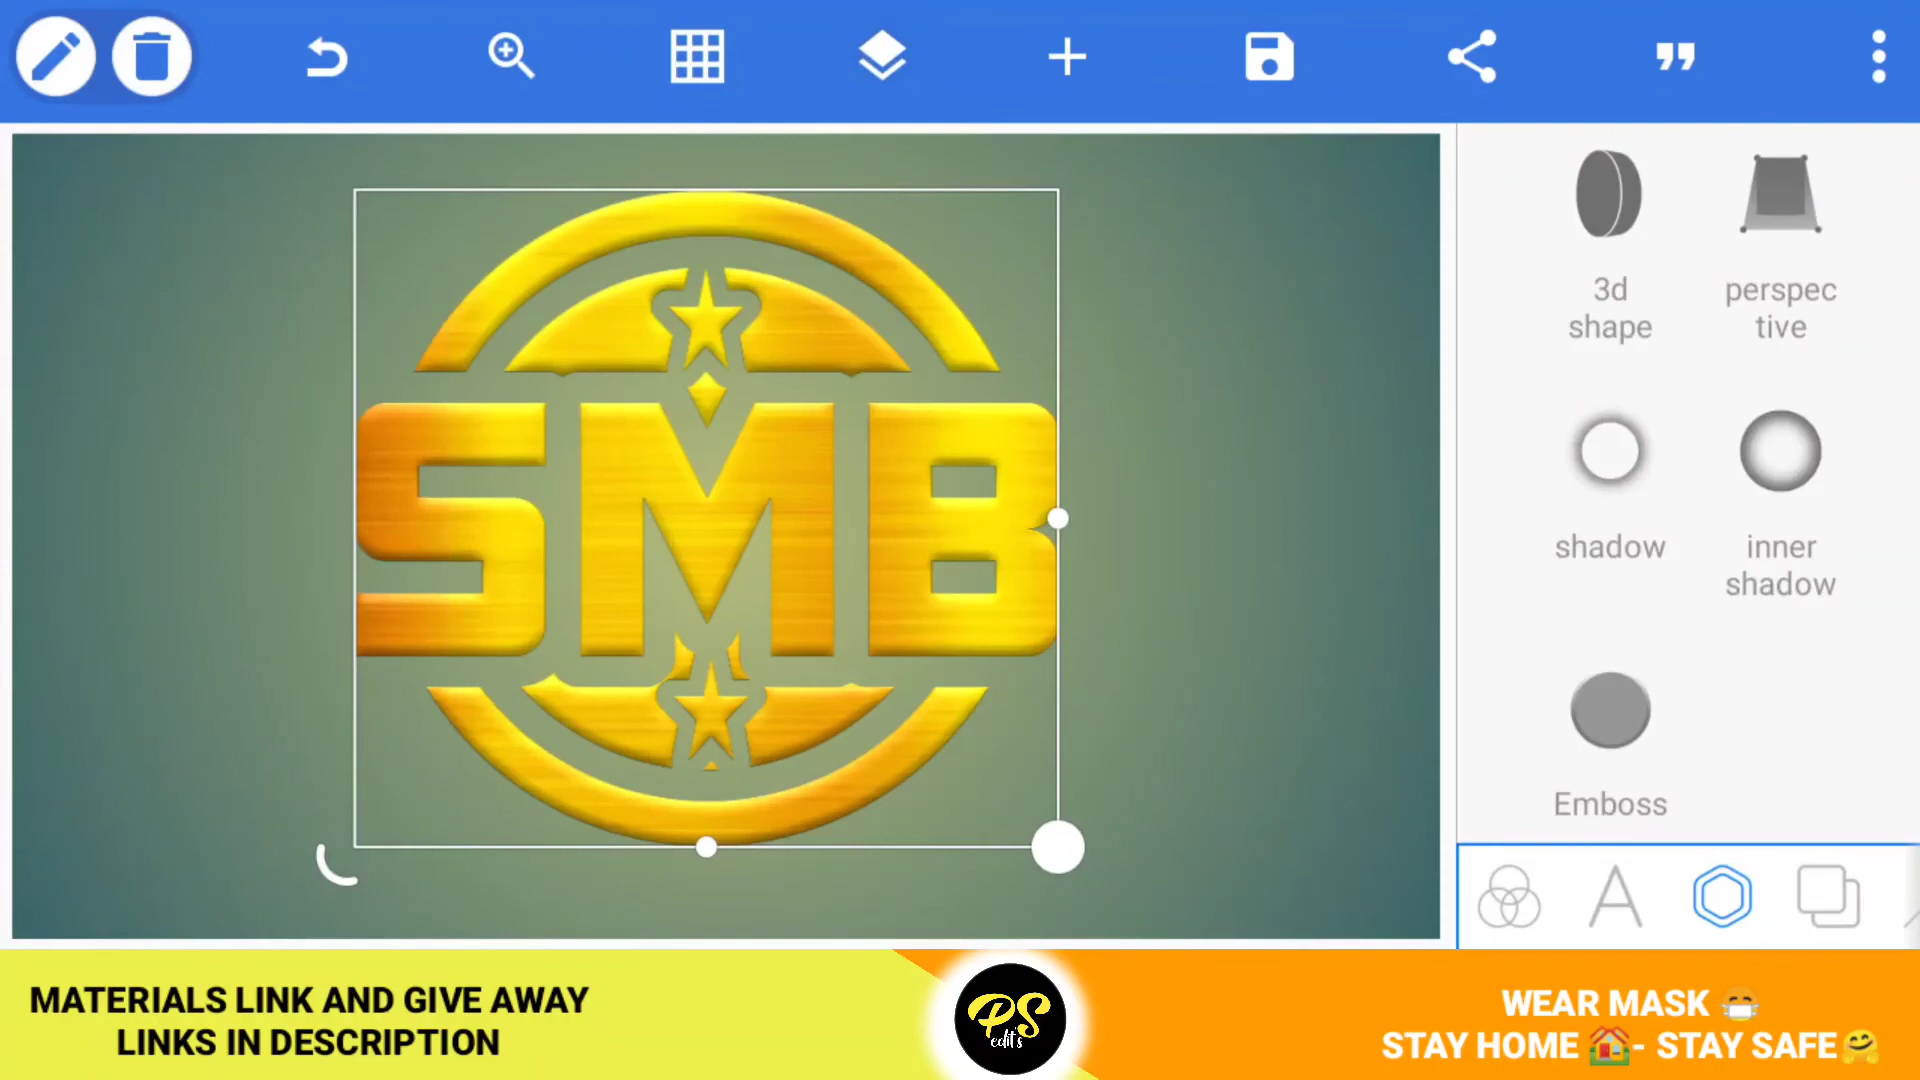 SMB
3d
shape
perspec
tive
shadow
inner
shadow
Emboss
MATERIALS LINK AND GIVE AWAY
LINKS IN DESCRIPTION
PS
edit's
WEAR MASK 😷
STAY HOME 🏠- STAY SAFE🤗